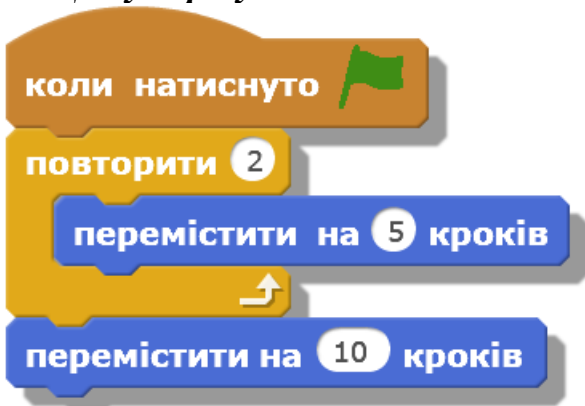 коли натиснуто
повторити 2
перемістити на 5 кроків
перемістити на 10 кроків